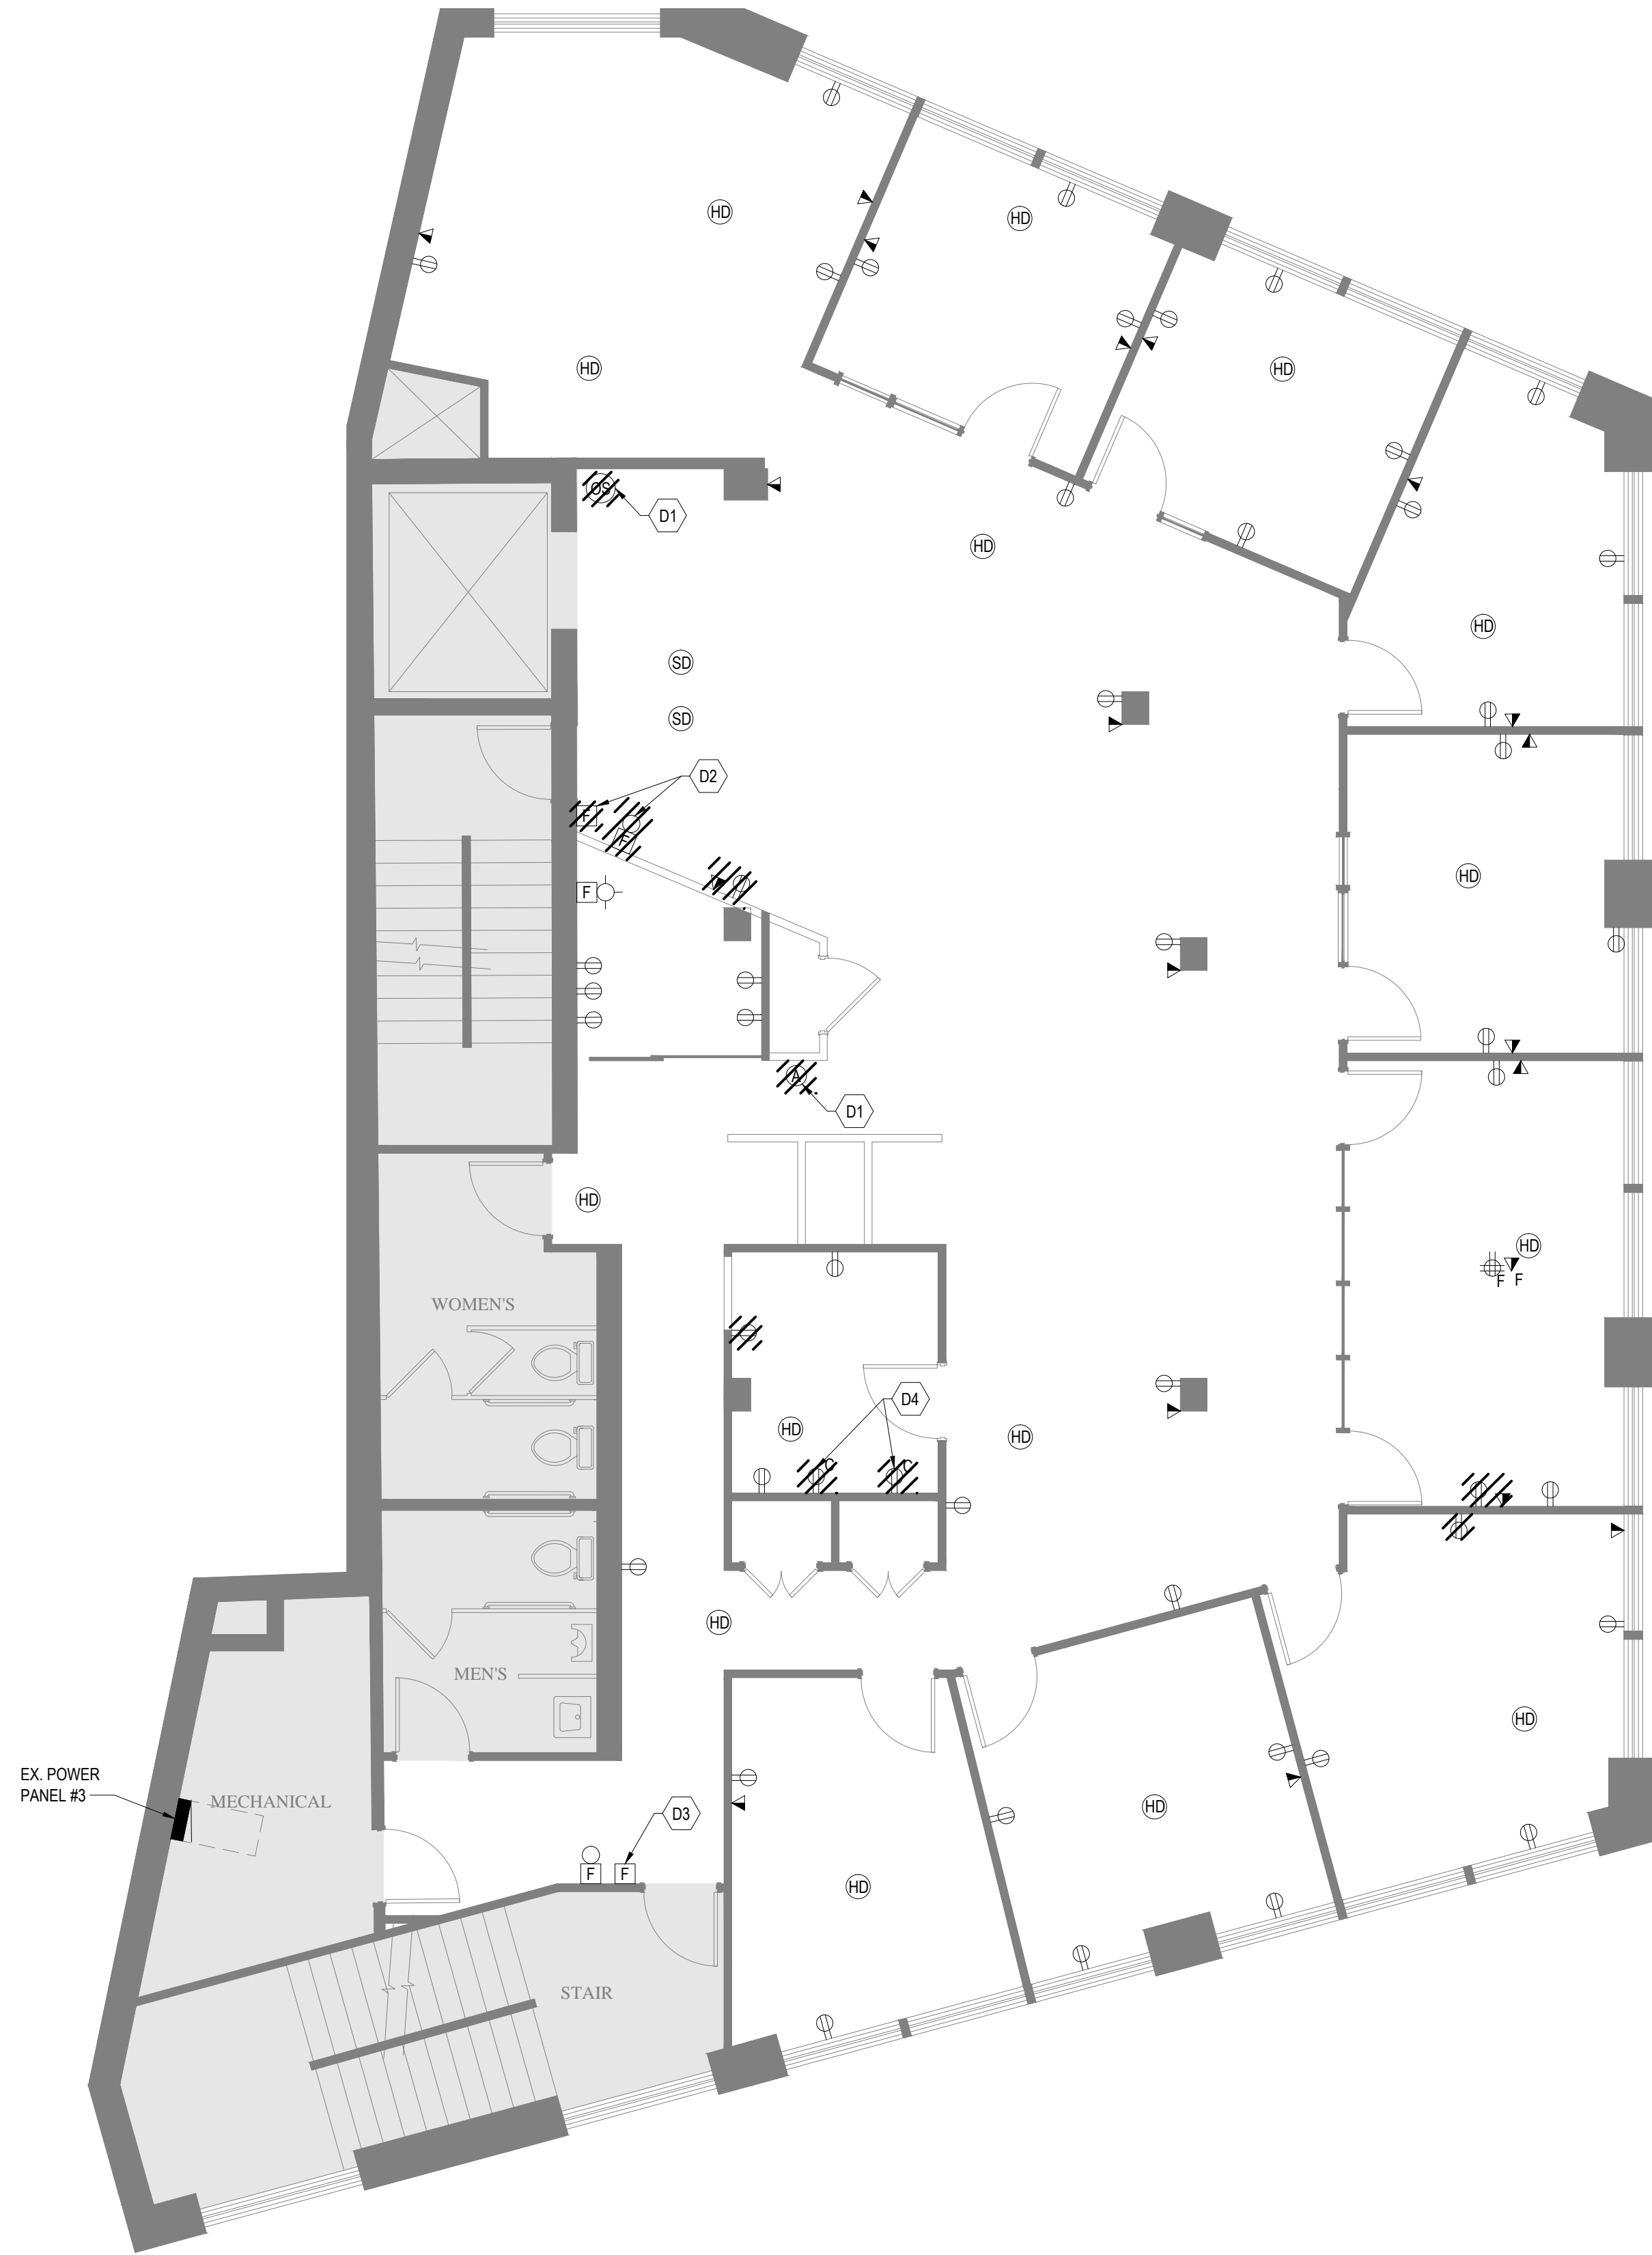 HD
HD
HD
HD
OS
D1
HD
HD
SD
SD
D2
F
F
F
HD
A
D1
HD
HD
F F
WOMEN'S
D4
HD
HD
C
C
HD
MEN'S
HD
EX. POWER
PANEL #3
MECHANICAL
HD
D3
F
F
HD
STAIR